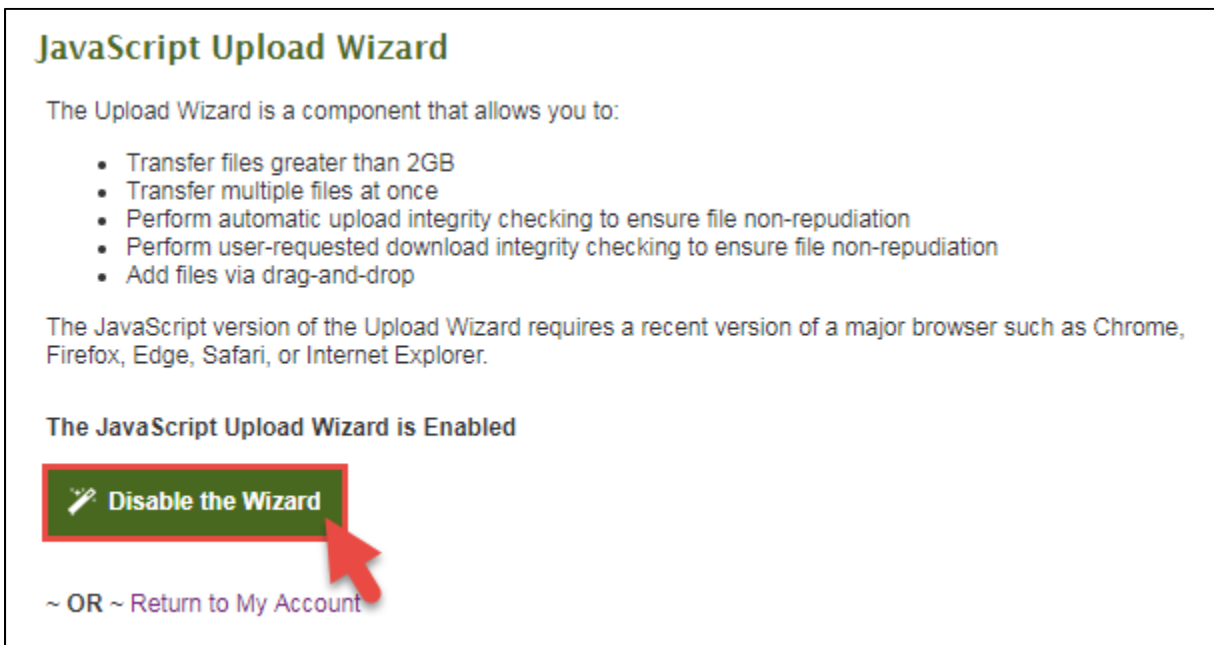 JavaScript Upload Wizard
The Upload Wizard is a component that allows you to:
• Transfer files greater than 2GB
• Transfer multiple files at once
• Perform automatic upload integrity checking to ensure file non-repudiation
• Perform user-requested download integrity checking to ensure file non-repudiation
• Add files via drag-and-drop
The JavaScript version of the Upload Wizard requires a recent version of a major browser such as Chrome,
Firefox, Edge, Safari, or Internet Explorer.
The JavaScript Upload Wizard is Enabled
Disable the Wizard
~ OR ~ Return to My Account